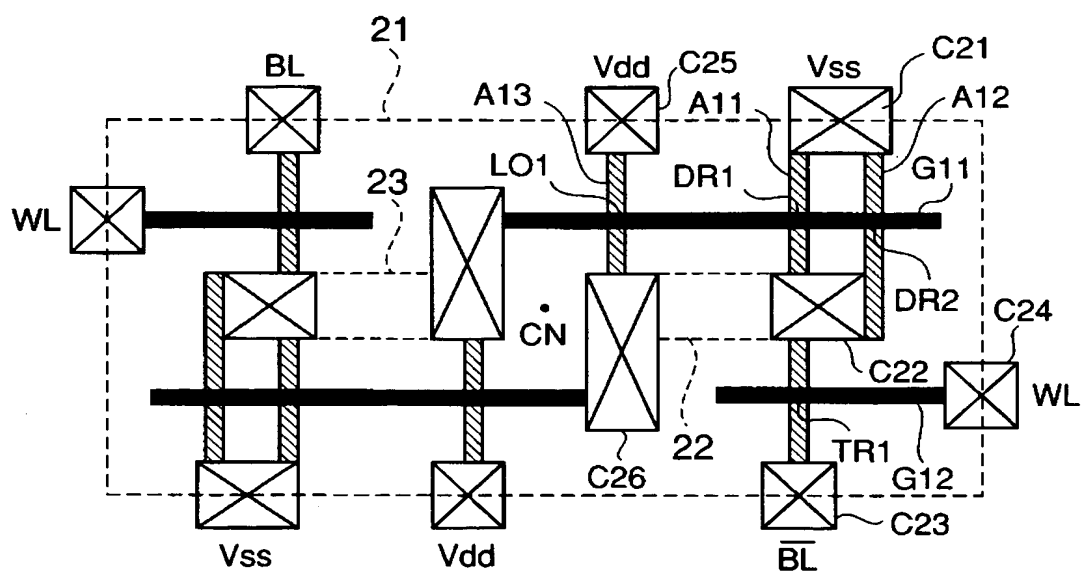 21
BL
Vdd
C25
Vss
C21
A13
A11
A12
LO1
DR1
G11
23
WL
DR2
CN
C24
C22
WL
22
TR1
C26
G12
C23
Vss
Vdd
B̅L̅